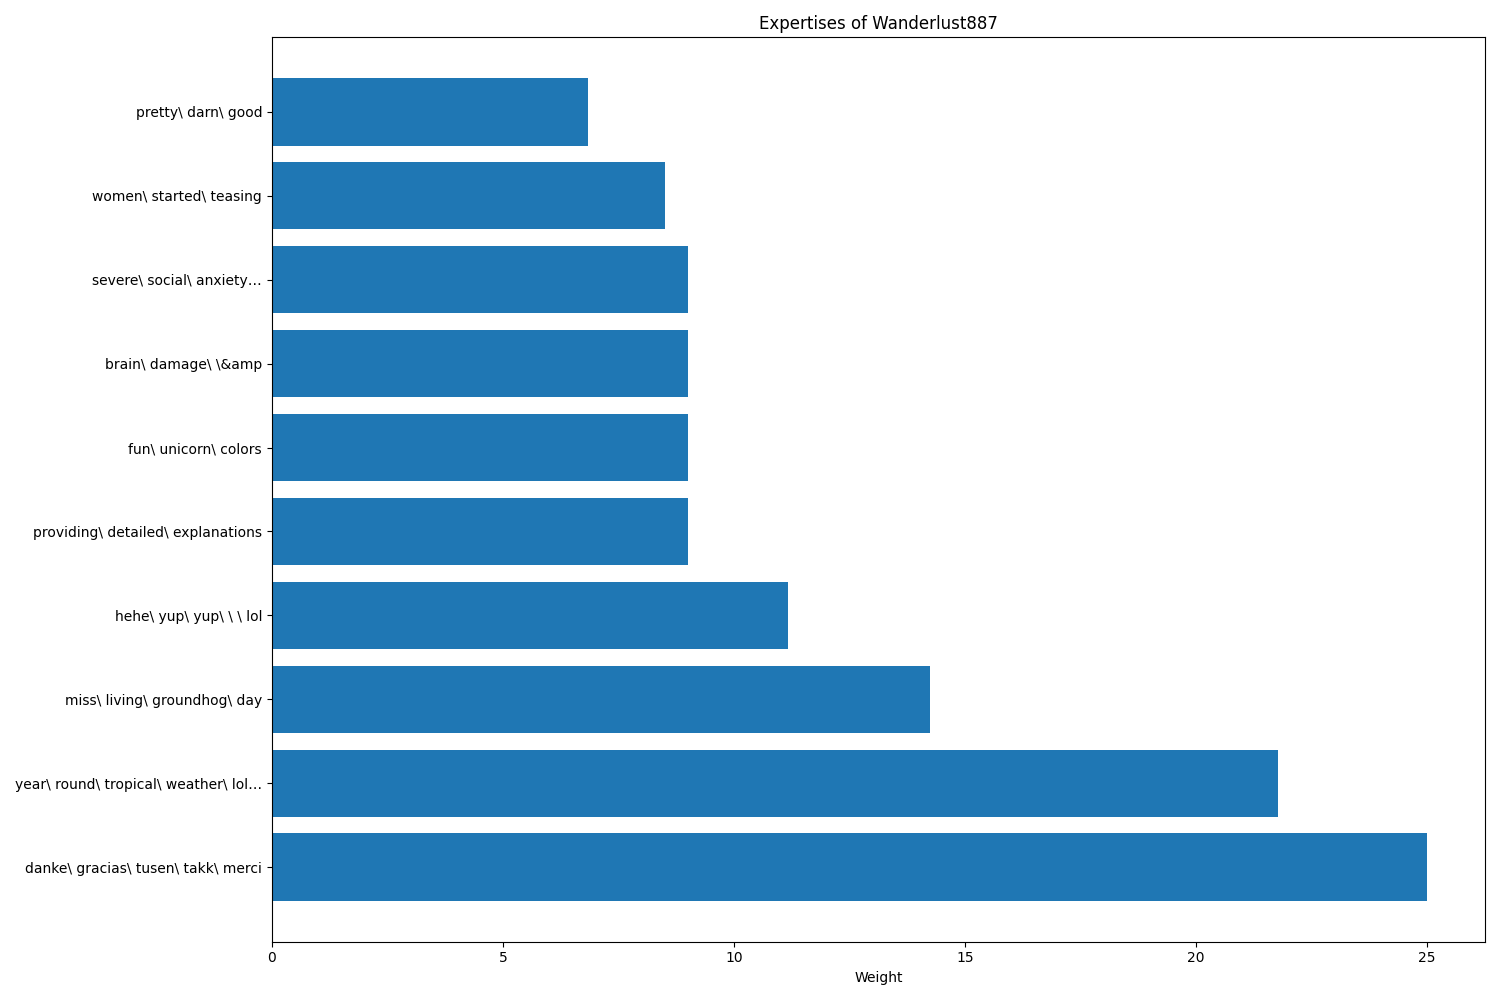 Expertises of Wanderlust887
pretty\ darn\ good
women\ started\ teasing
severe\ social\ anxiety…
brain\ damage\ \&amp
fun\ unicorn\ colors
providing\ detailed\ explanations
hehe\ yup\ yup\ \ \ lol
miss\ living\ groundhog\ day
year\ round\ tropical\ weather\ lol…
danke\ gracias\ tusen\ takk\ merci
0 5 10 15 20 25
Weight